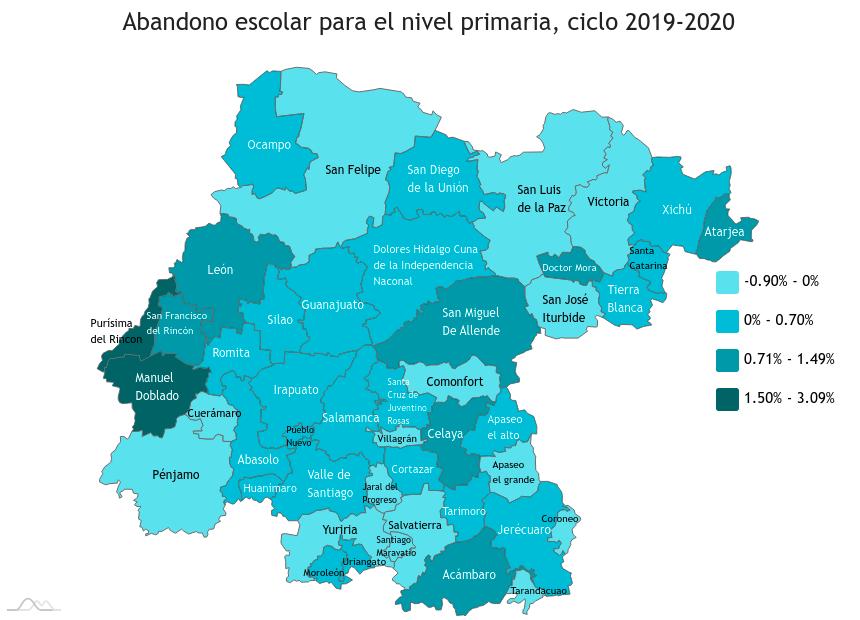 Abandono escolar para el nivel primaria, ciclo 2019-2020
Ocampo
San Felipe
San Diego
de la Unión
San Luis
de la Paz
Victoria
Xichú
Atarjea
León
Dolores Hidalgo Cuna
de la Independencia
Naconal
Doctor Mora
Santa
Catarina
Tierra
Blanca
San José
Iturbide
Purísima
del Rincon
San Francisco
del Rincón
Silao
Guanajuato
San Miguel
De Allende
Romita
Manuel
Doblado
Cuerámaro
Irapuato
Salamanca
Santa
Cruz de
Juventino
Rosas
Comonfort
Pueblo
Nuevo
Villagrán
Celaya
Apaseo
el alto
Pénjamo
Abasolo
Huanimaro
Valle de
Santiago
Cortazar
Apaseo
el grande
Jaral del
Progreso
Yuriria
Salvatierra
Tarimoro
Jerécuaro
Coroneo
Santiago
Maravatío
Moroleón
Uriangato
Acámbaro
Tarandacuao
-0.90% - 0%
0% - 0.70%
0.71% - 1.49%
1.50% - 3.09%